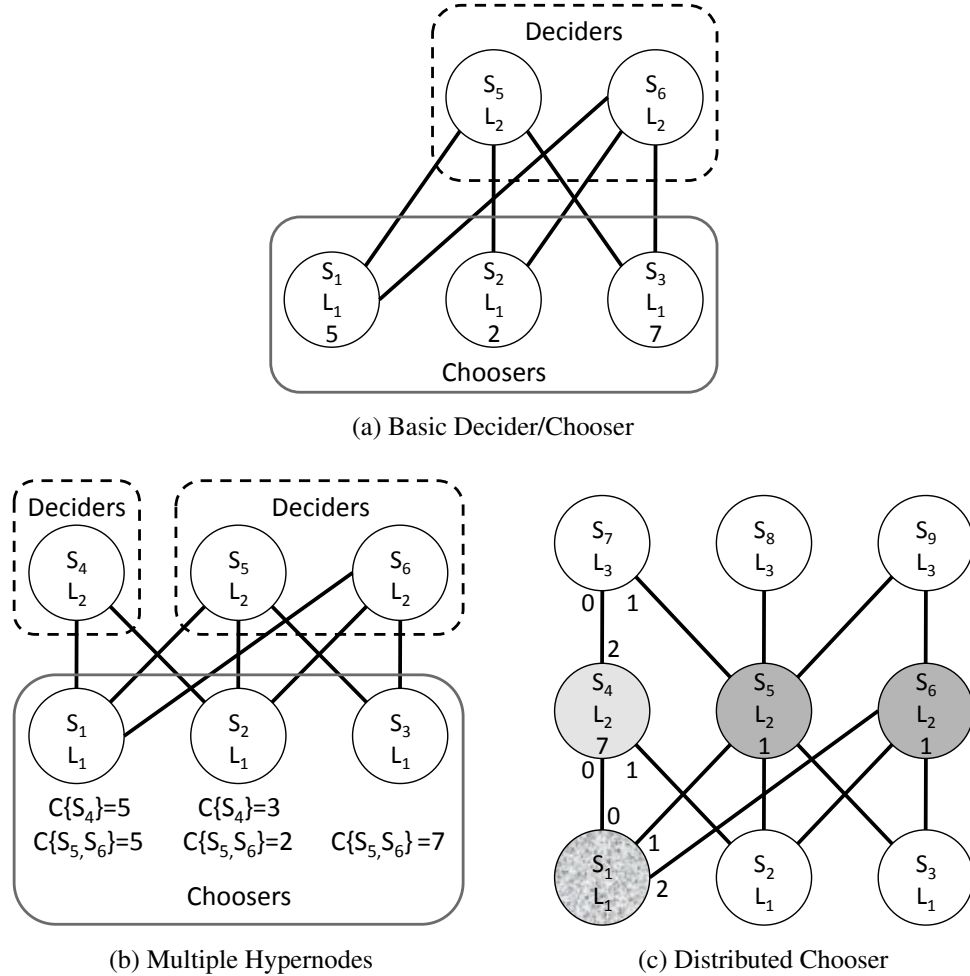 Deciders
S₅ S₆
L₂ L₂
S₁ S₂ S₃
L₁ L₁ L₁
5 2 7
Choosers
(a) Basic Decider/Chooser
Deciders Deciders
S₄ S₅ S₆
L₂ L₂ L₂
S₁ S₂ S₃
L₁ L₁ L₁
C{S₄}=5 C{S₄}=3
C{S₅,S₆}=5 C{S₅,S₆}=2 C{S₅,S₆}=7
Choosers
(b) Multiple Hypernodes
S₇ S₈ S₉
L₃ L₃ L₃
0 1
2
S₄ S₅ S₆
L₂ L₂ L₂
7 1 1
0 1
0
1
S₁ S₂ S₃
2
L₁ L₁ L₁
(c) Distributed Chooser